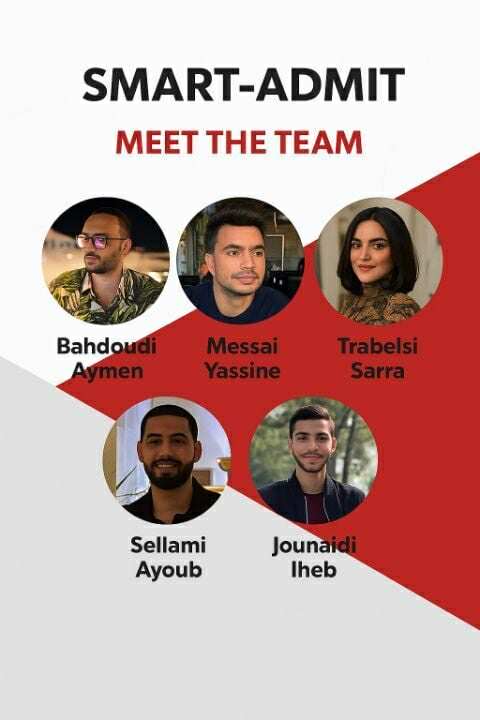 SMART-ADMIT
MEET THE TEAM
Bahdoudi
Aymen
Messai
Yassine
Trabelsi
Sarra
Sellami
Ayoub
Jounaidi
Iheb